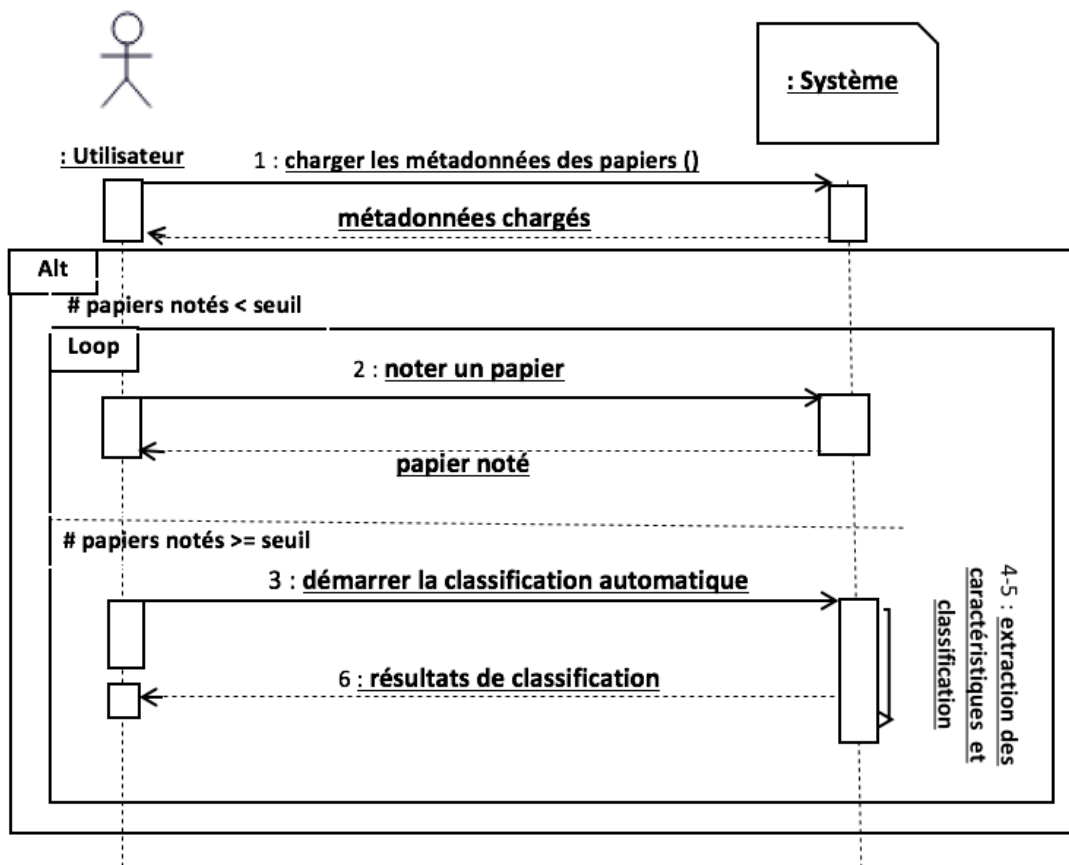 : Système
: Utilisateur
1 : charger les métadonnées des papiers ()
métadonnées chargés
Alt
# papiers notés < seuil
Loop
2 : noter un papier
papier noté
# papiers notés >= seuil
3 : démarrer la classification automatique
4-5 : extraction des
caractéristiques et
classification
6 : résultats de classification